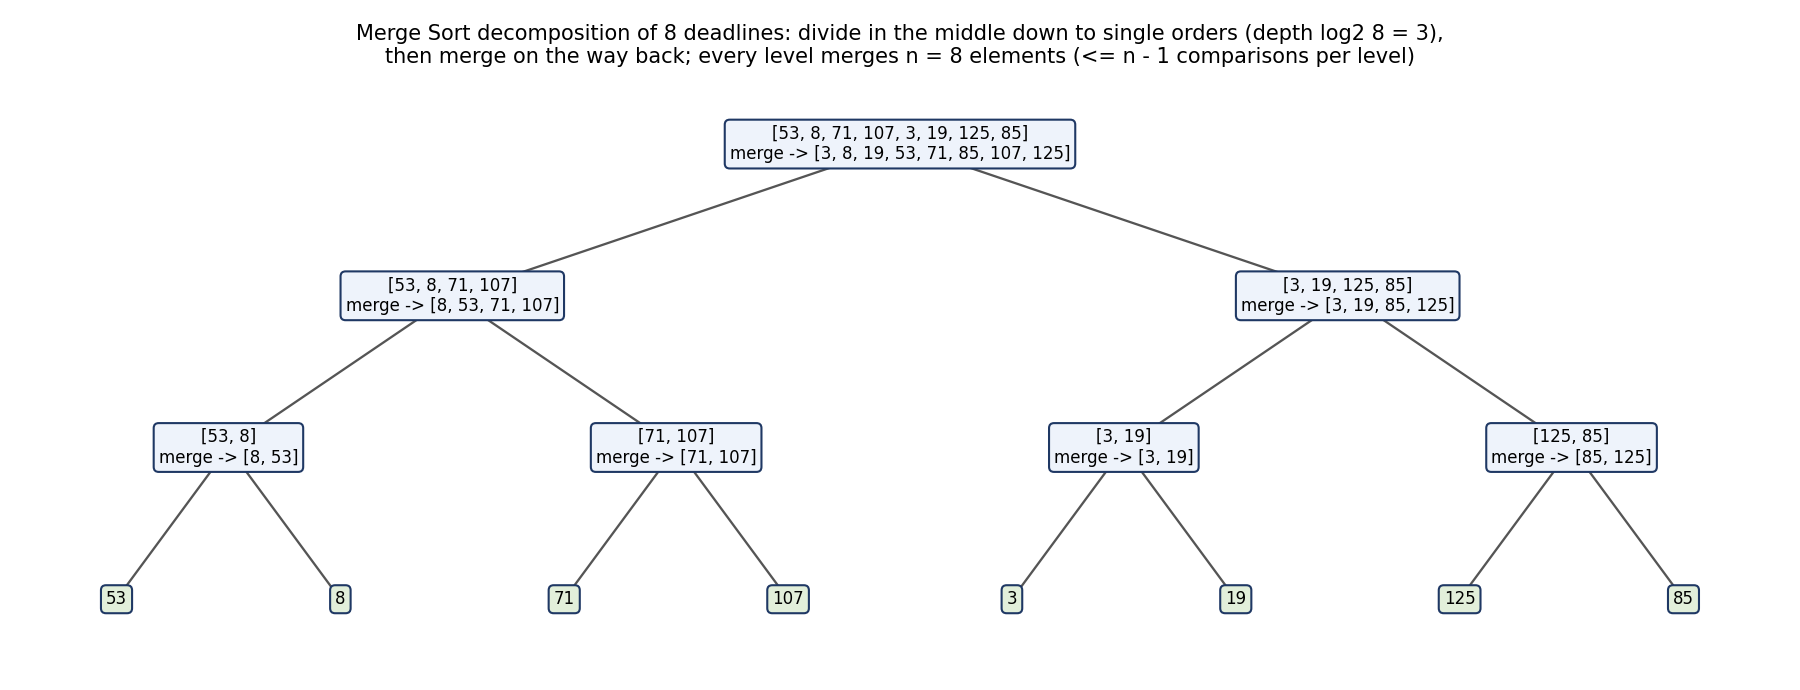 Merge Sort decomposition of 8 deadlines: divide in the middle down to single orders (depth log2 8 = 3),
then merge on the way back; every level merges n = 8 elements (<= n - 1 comparisons per level)
[53, 8, 71, 107, 3, 19, 125, 85]
merge -> [3, 8, 19, 53, 71, 85, 107, 125]
[53, 8, 71, 107]
merge -> [8, 53, 71, 107]
[3, 19, 125, 85]
merge -> [3, 19, 85, 125]
[53, 8]
merge -> [8, 53]
[71, 107]
merge -> [71, 107]
[3, 19]
merge -> [3, 19]
[125, 85]
merge -> [85, 125]
53
8
71
107
3
19
125
85